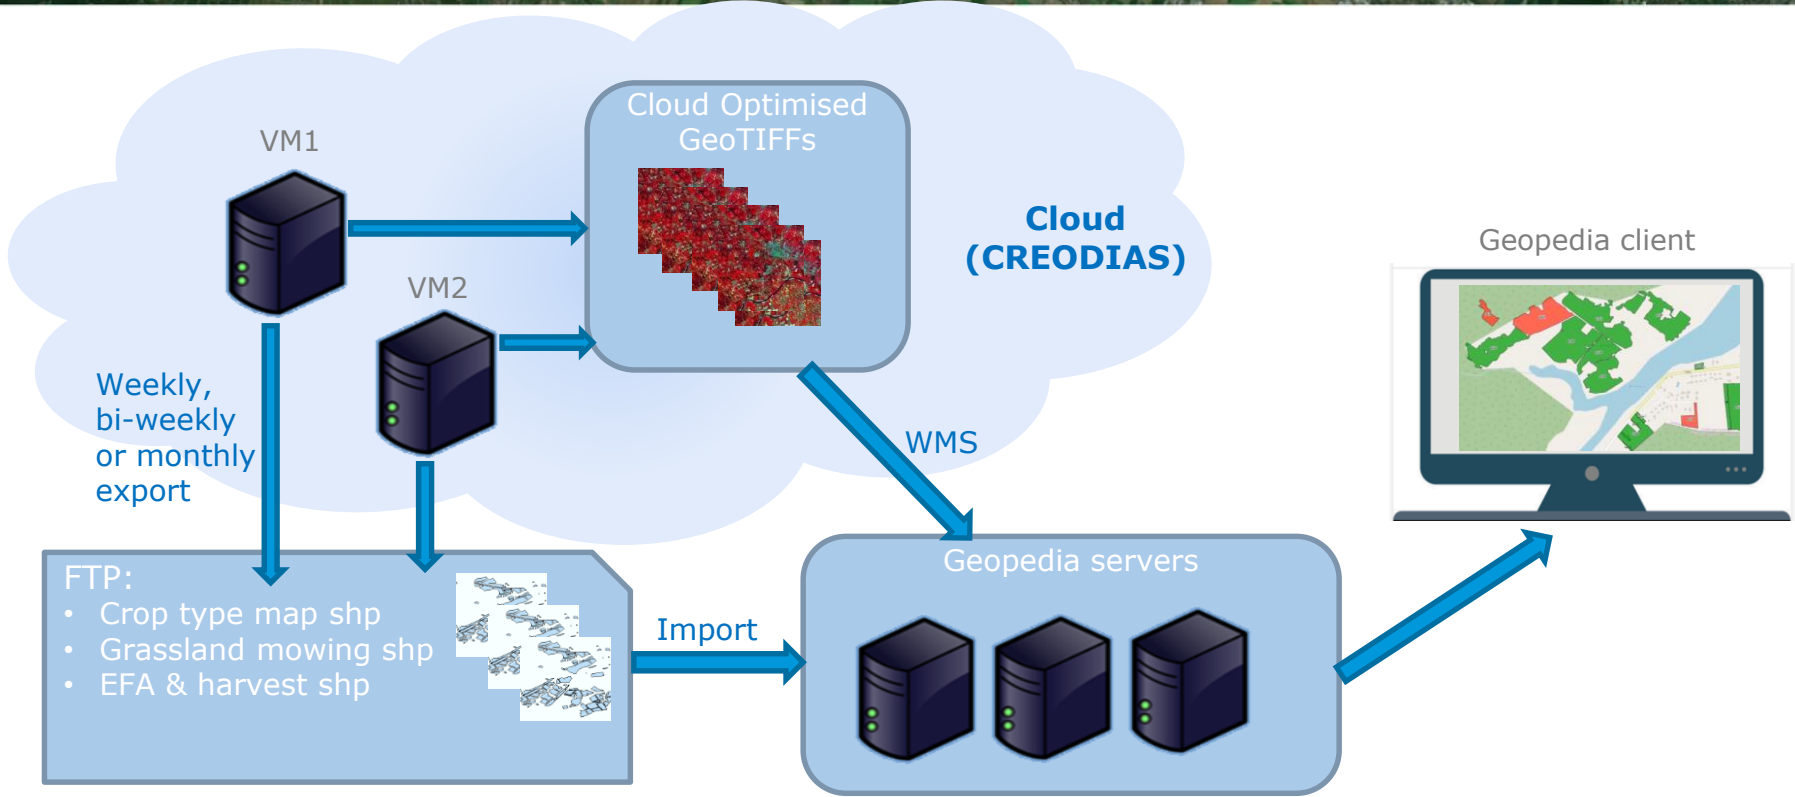 Cloud Optimised
GeoTIFFs
VM1
VM2
Cloud
(CREODIAS)
Geopedia client
Weekly,
bi-weekly
or monthly
export
WMS
FTP:
• Crop type map shp
• Grassland mowing shp
• EFA & harvest shp
Import
Geopedia servers